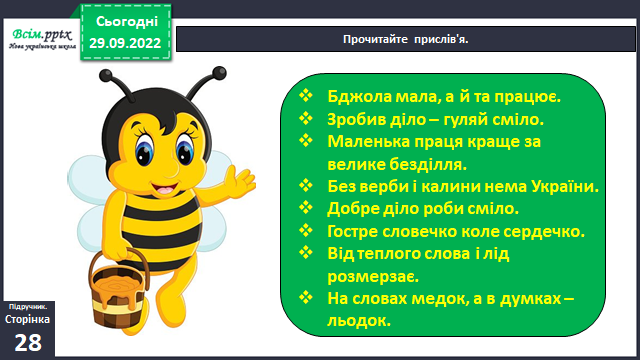 Всім.pptx
Нова українська школа
Сьогодні
29.09.2022
Прочитайте прислів'я.
❖ Бджола мала, а й та працює.
❖ Зробив діло – гуляй сміло.
❖ Маленька праця краще за
велике безділля.
❖ Без верби і калини нема України.
❖ Добре діло роби сміло.
❖ Гостре словечко коле сердечко.
❖ Від теплого слова і лід
розмерзає.
❖ На словах медок, а в думках –
льодок.
Підручник.
Сторінка
28